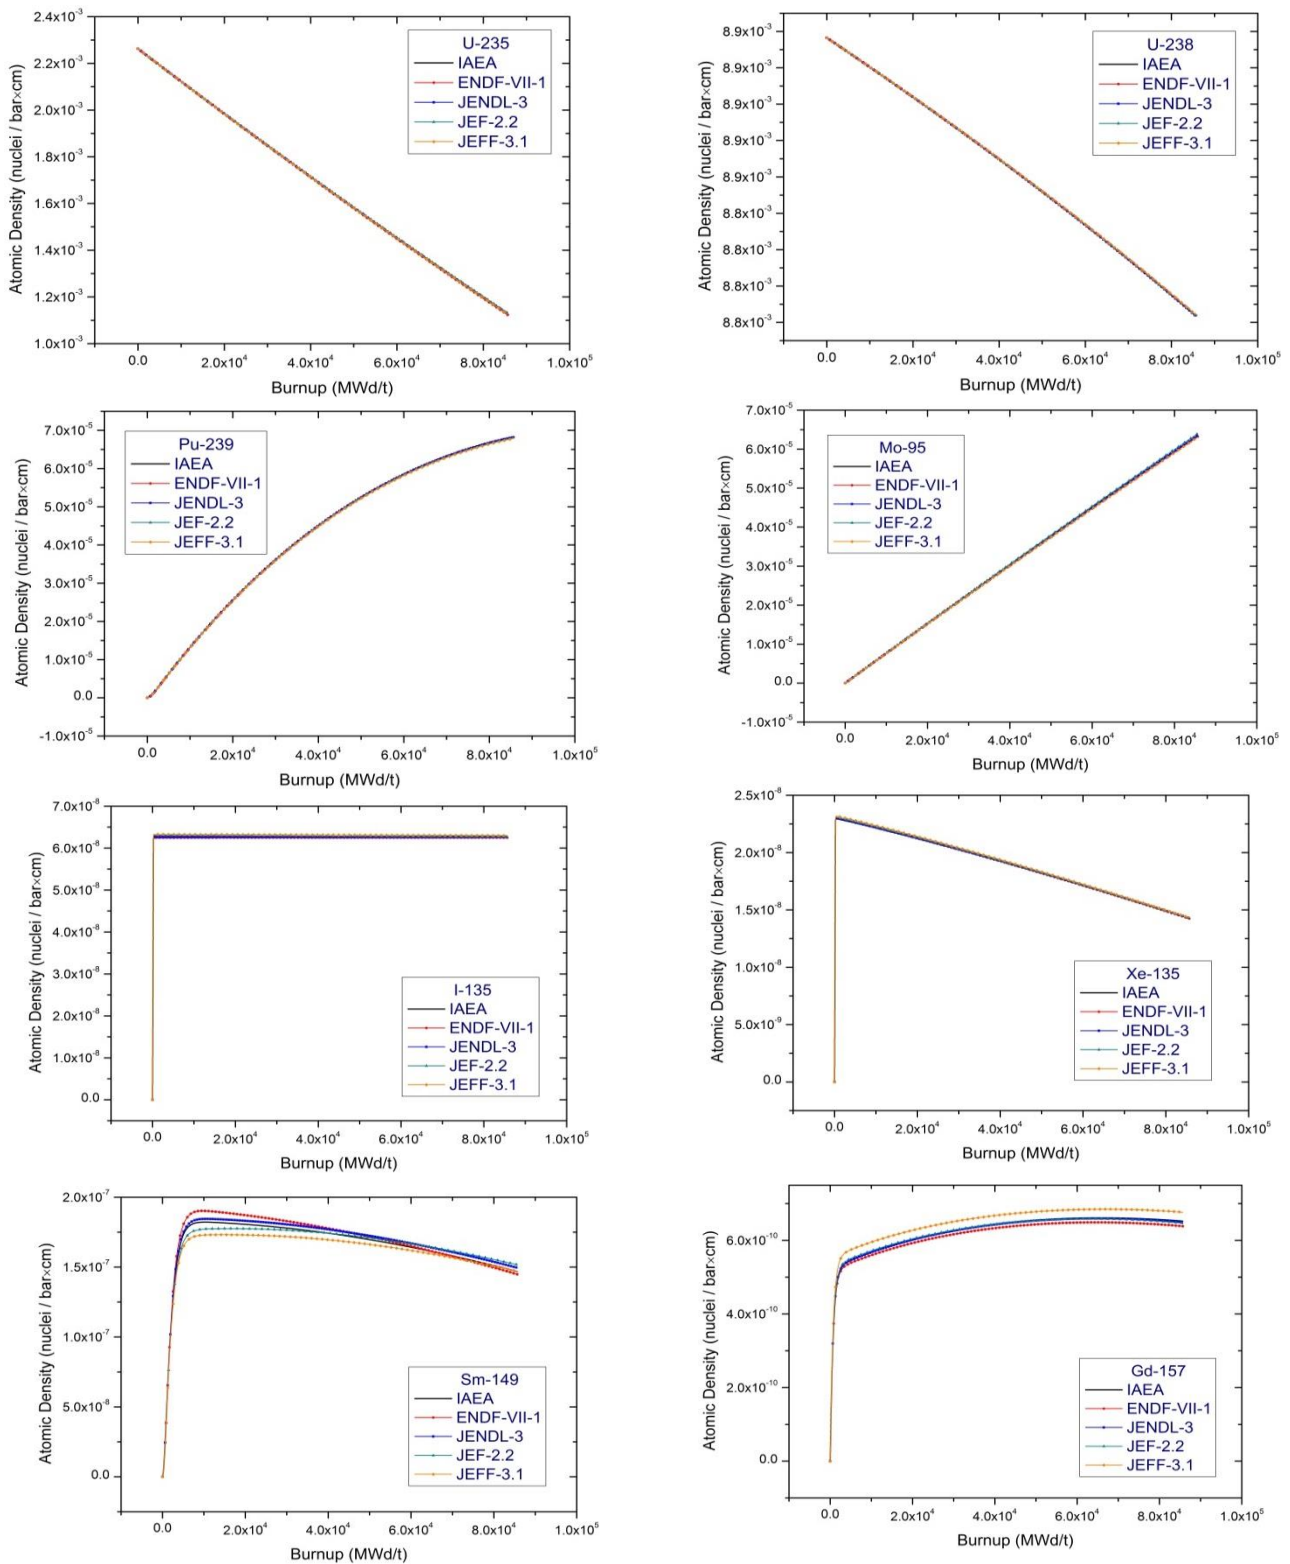 2.4x10⁻³
2.2x10⁻³
2.0x10⁻³
1.8x10⁻³
1.6x10⁻³
1.4x10⁻³
1.2x10⁻³
1.0x10⁻³
Atomic Density (nuclei / bar×cm)
U-235
IAEA
ENDF-VII-1
JENDL-3
JEF-2.2
JEFF-3.1
0.0 2.0x10⁴ 4.0x10⁴ 6.0x10⁴ 8.0x10⁴ 1.0x10⁵
Burnup (MWd/t)
8.9x10⁻³
8.9x10⁻³
8.9x10⁻³
8.9x10⁻³
8.9x10⁻³
8.8x10⁻³
8.8x10⁻³
8.8x10⁻³
8.8x10⁻³
Atomic Density (nuclei / bar×cm)
U-238
IAEA
ENDF-VII-1
JENDL-3
JEF-2.2
JEFF-3.1
0.0 2.0x10⁴ 4.0x10⁴ 6.0x10⁴ 8.0x10⁴ 1.0x10⁵
Burnup (MWd/t)
7.0x10⁻⁵
6.0x10⁻⁵
5.0x10⁻⁵
4.0x10⁻⁵
3.0x10⁻⁵
2.0x10⁻⁵
1.0x10⁻⁵
0.0
-1.0x10⁻⁵
Atomic Density (nuclei / bar×cm)
Pu-239
IAEA
ENDF-VII-1
JENDL-3
JEF-2.2
JEFF-3.1
0.0 2.0x10⁴ 4.0x10⁴ 6.0x10⁴ 8.0x10⁴ 1.0x10⁵
Burnup (MWd/t)
7.0x10⁻⁵
6.0x10⁻⁵
5.0x10⁻⁵
4.0x10⁻⁵
3.0x10⁻⁵
2.0x10⁻⁵
1.0x10⁻⁵
0.0
-1.0x10⁻⁵
Atomic Density (nuclei / bar×cm)
Mo-95
IAEA
ENDF-VII-1
JENDL-3
JEF-2.2
JEFF-3.1
0.0 2.0x10⁴ 4.0x10⁴ 6.0x10⁴ 8.0x10⁴ 1.0x10⁵
Burnup (MWd/t)
7.0x10⁻⁸
6.0x10⁻⁸
5.0x10⁻⁸
4.0x10⁻⁸
3.0x10⁻⁸
2.0x10⁻⁸
1.0x10⁻⁸
0.0
Atomic Density (nuclei / bar×cm)
I-135
IAEA
ENDF-VII-1
JENDL-3
JEF-2.2
JEFF-3.1
0.0 2.0x10⁴ 4.0x10⁴ 6.0x10⁴ 8.0x10⁴ 1.0x10⁵
Burnup (MWd/t)
2.5x10⁻⁸
2.0x10⁻⁸
1.5x10⁻⁸
1.0x10⁻⁸
5.0x10⁻⁹
0.0
Atomic Density (nuclei / bar×cm)
Xe-135
IAEA
ENDF-VII-1
JENDL-3
JEF-2.2
JEFF-3.1
0.0 2.0x10⁴ 4.0x10⁴ 6.0x10⁴ 8.0x10⁴ 1.0x10⁵
Burnup (MWd/t)
2.0x10⁻⁷
1.5x10⁻⁷
1.0x10⁻⁷
5.0x10⁻⁸
0.0
Atomic Density (nuclei / bar×cm)
Sm-149
IAEA
ENDF-VII-1
JENDL-3
JEF-2.2
JEFF-3.1
0.0 2.0x10⁴ 4.0x10⁴ 6.0x10⁴ 8.0x10⁴ 1.0x10⁵
Burnup (MWd/t)
6.0x10⁻¹⁰
4.0x10⁻¹⁰
2.0x10⁻¹⁰
0.0
Atomic Density (nuclei / bar×cm)
Gd-157
IAEA
ENDF-VII-1
JENDL-3
JEF-2.2
JEFF-3.1
0.0 2.0x10⁴ 4.0x10⁴ 6.0x10⁴ 8.0x10⁴ 1.0x10⁵
Burnup (MWd/t)